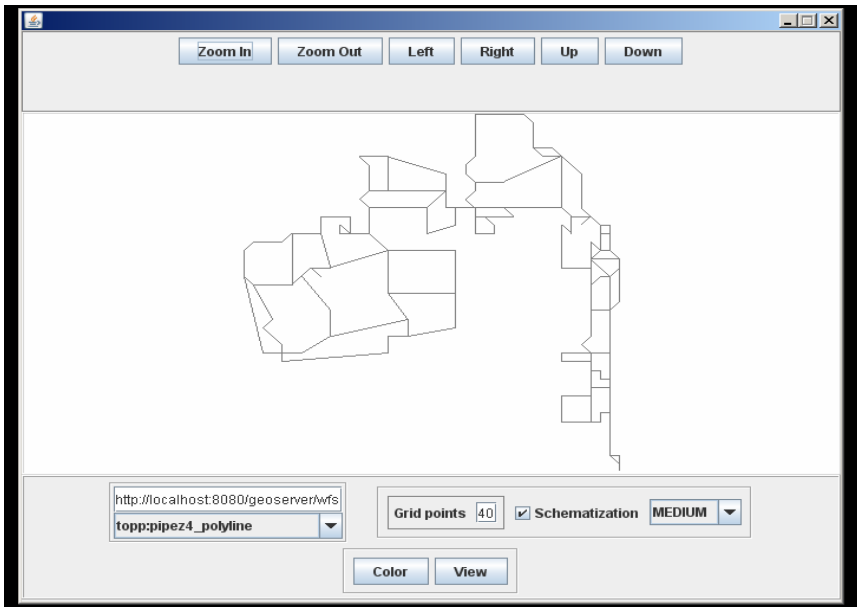 Zoom In Zoom Out Left Right Up Down
http://localhost:8080/geoserver/wfs
topp:pipez4_polyline
Grid points 40 Schematization MEDIUM
Color View